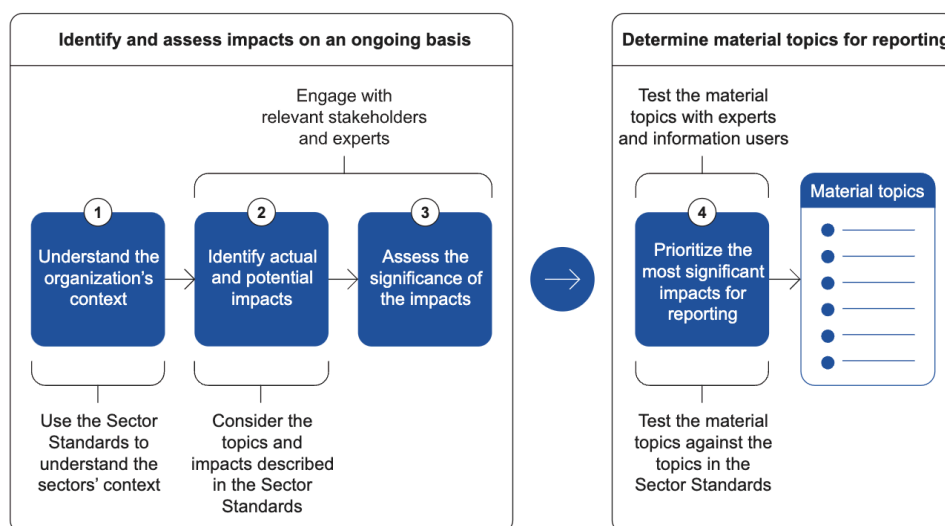 Identify and assess impacts on an ongoing basis
Engage with
relevant stakeholders
and experts
1
Understand the
organization's
context
2
Identify actual
and potential
impacts
3
Assess the
significance of
the impacts
Use the Sector
Standards to
understand the
sectors' context
Consider the
topics and
impacts described
in the Sector
Standards
Determine material topics for reporting
Test the material
topics with experts
and information users
4
Prioritize the
most significant
impacts for
reporting
Material topics
Test the material
topics against the
topics in the
Sector Standards